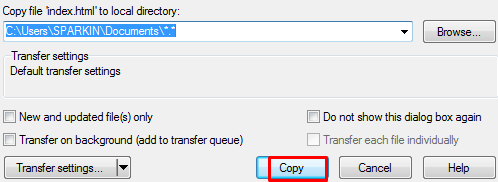 Copy file 'index.html' to local directory:
C:\Users\SPARKIN\Documents\*.*
Browse...
Transfer settings
Default transfer settings
New and updated file(s) only
Do not show this dialog box again
Transfer on background (add to transfer queue)
Transfer each file individually
Transfer settings...
Copy
Cancel
Help